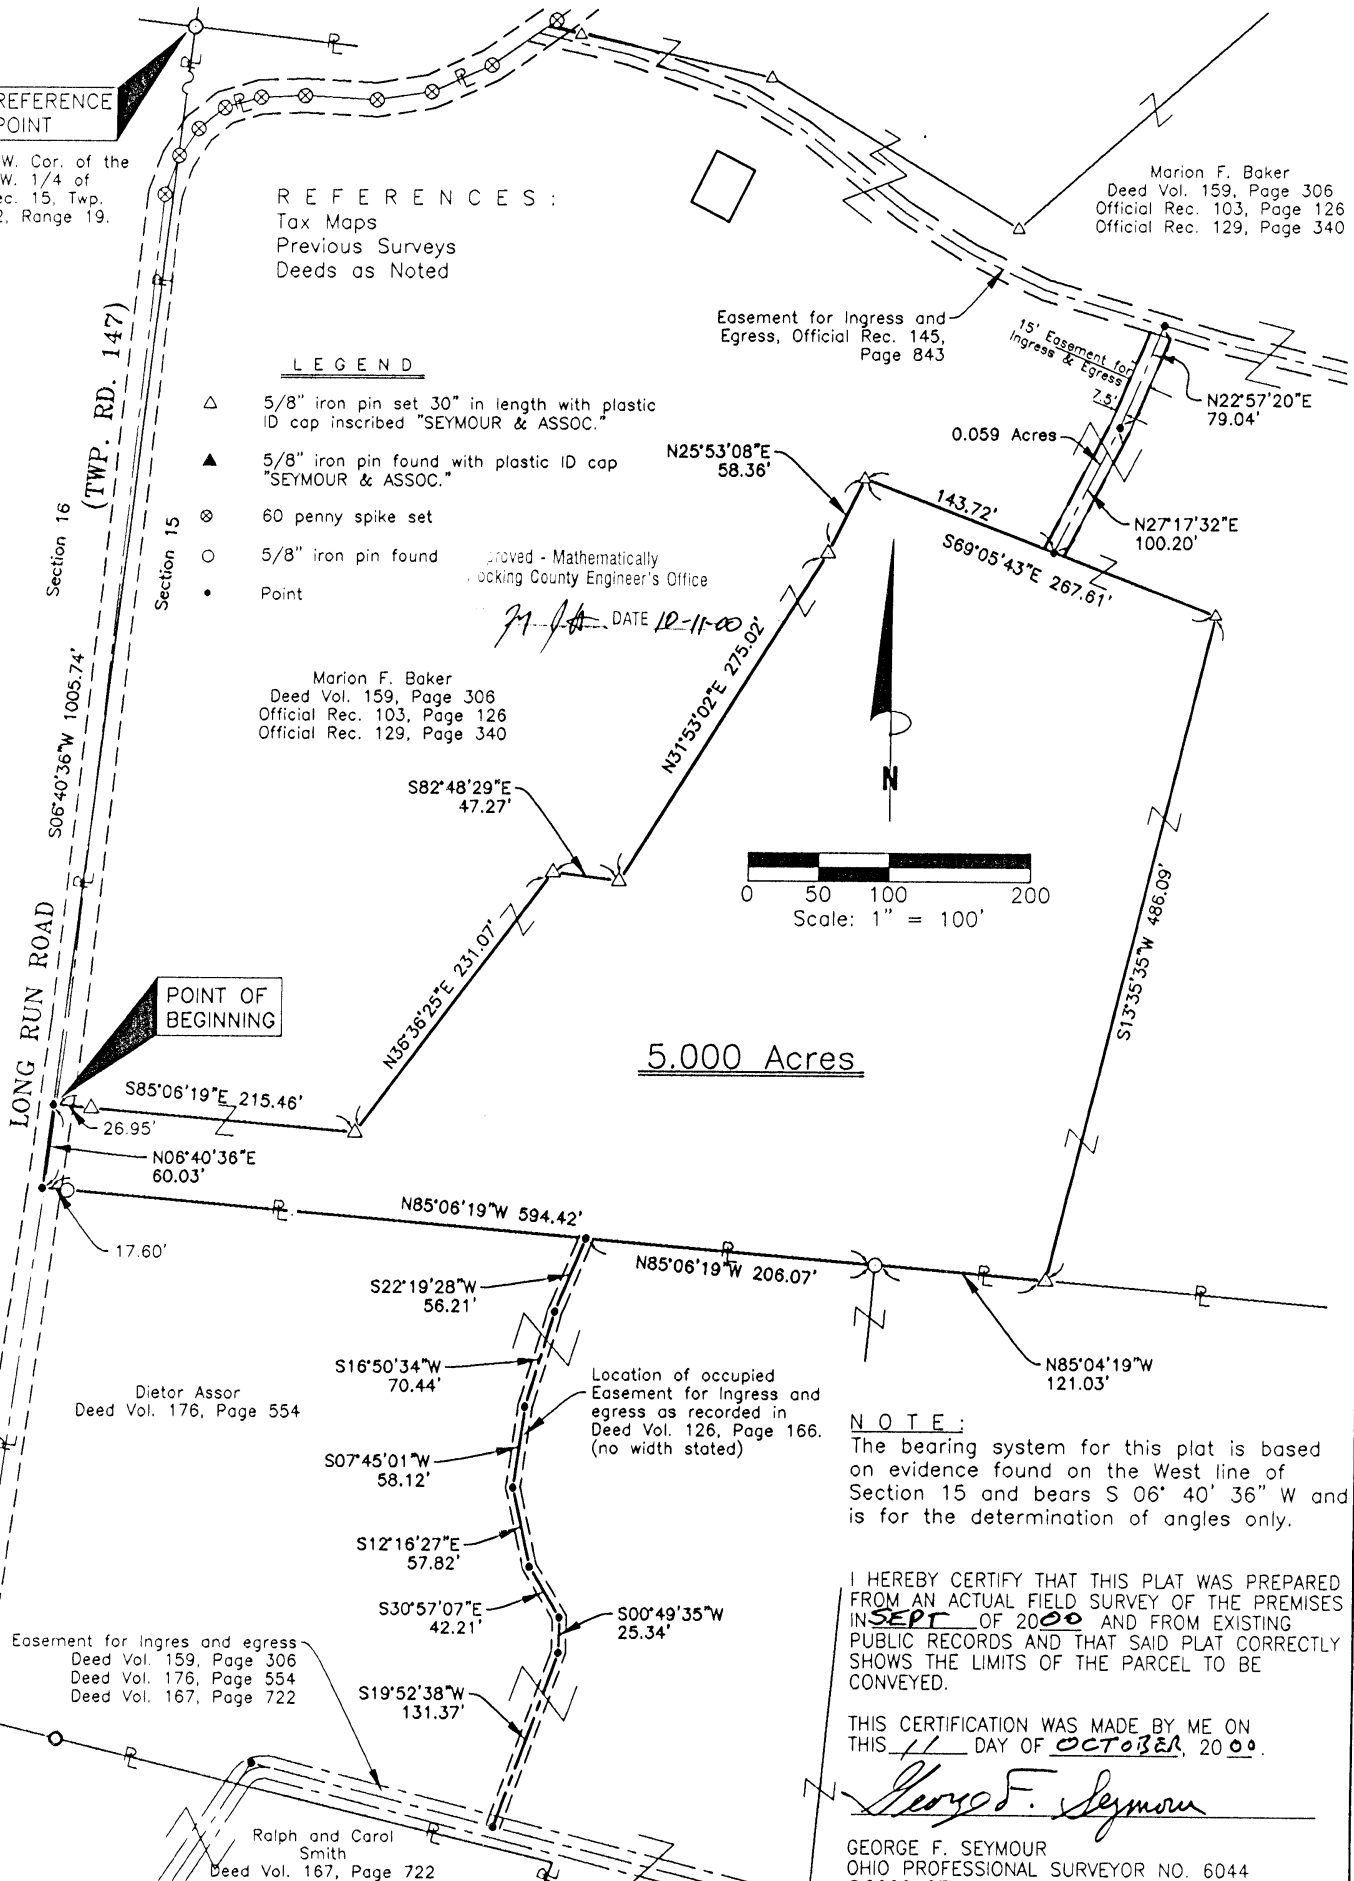 REFERENCE
POINT
W. Cor. of the
W. 1/4 of
ec. 15, Twp.
2, Range 19.
REFERENCES:
Tax Maps
Previous Surveys
Deeds as Noted
Marion F. Baker
Deed Vol. 159, Page 306
Official Rec. 103, Page 126
Official Rec. 129, Page 340
Easement for Ingress and
Egress, Official Rec. 145,
Page 843
15' Easement for
Ingress & Egress
7.5'
N22°57'20"E
79.04'
0.059 Acres
N27°17'32"E
100.20'
LEGEND
5/8" iron pin set 30" in length with plastic
ID cap inscribed "SEYMOUR & ASSOC."
5/8" iron pin found with plastic ID cap
"SEYMOUR & ASSOC."
60 penny spike set
5/8" iron pin found
Point
proved - Mathematically
ocking County Engineer's Office
DATE 10-11-00
(TWP. RD. 147)
Section 16
Section 15
S06°40'36"W 1005.74'
LONG RUN ROAD
Marion F. Baker
Deed Vol. 159, Page 306
Official Rec. 103, Page 126
Official Rec. 129, Page 340
N25°53'08"E
58.36'
143.72'
S69°05'43"E 267.61'
N31°53'02"E 275.02'
S82°48'29"E
47.27'
N36°36'25"E 231.07'
N
0 50 100 200
Scale: 1" = 100'
S13°35'35"W 486.09'
POINT OF
BEGINNING
5.000 Acres
S85°06'19"E 215.46'
26.95'
N06°40'36"E
60.03'
17.60'
N85°06'19"W 594.42'
N85°06'19"W 206.07'
N85°04'19"W
121.03'
S22°19'28"W
56.21'
S16°50'34"W
70.44'
S07°45'01"W
58.12'
S12°16'27"E
57.82'
S30°57'07"E
42.21'
S00°49'35"W
25.34'
S19°52'38"W
131.37'
Location of occupied
Easement for Ingress and
egress as recorded in
Deed Vol. 126, Page 166.
(no width stated)
Dietor Assor
Deed Vol. 176, Page 554
Easement for Ingres and egress
Deed Vol. 159, Page 306
Deed Vol. 176, Page 554
Deed Vol. 167, Page 722
Ralph and Carol
Smith
Deed Vol. 167, Page 722
NOTE:
The bearing system for this plat is based
on evidence found on the West line of
Section 15 and bears S 06° 40' 36" W and
is for the determination of angles only.
I HEREBY CERTIFY THAT THIS PLAT WAS PREPARED
FROM AN ACTUAL FIELD SURVEY OF THE PREMISES
IN SEPT OF 2000 AND FROM EXISTING
PUBLIC RECORDS AND THAT SAID PLAT CORRECTLY
SHOWS THE LIMITS OF THE PARCEL TO BE
CONVEYED.
THIS CERTIFICATION WAS MADE BY ME ON
THIS 11 DAY OF OCTOBER, 2000.
George F. Seymour
GEORGE F. SEYMOUR
OHIO PROFESSIONAL SURVEYOR NO. 6044